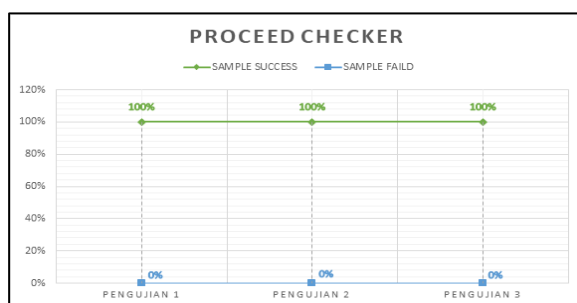 PROCEED CHECKER
SAMPLE SUCCESS SAMPLE FAILD
120%
100% 100% 100%
100%
80%
60%
40%
20%
0% 0% 0%
0%
PENGUJIAN 1 PENGUJIAN 2 PENGUJIAN 3